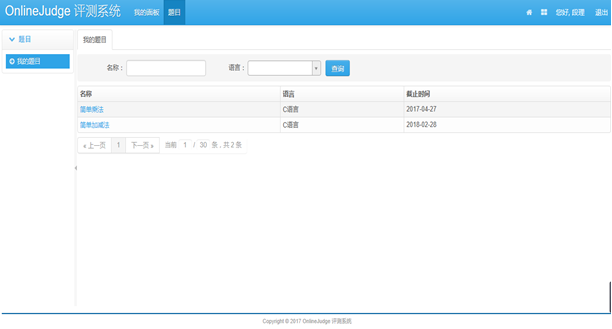 OnlineJudge 评测系统 我的面板 题目 您好, 应理 退出
题目
我的题目
我的题目
名称： 语言： 查询
名称 语言 截止时间
简单乘法 C语言 2017-04-27
简单加减法 C语言 2018-02-28
« 上一页 1 下一页 » 当前 1 / 30 条，共 2 条
Copyright © 2017 OnlineJudge 评测系统